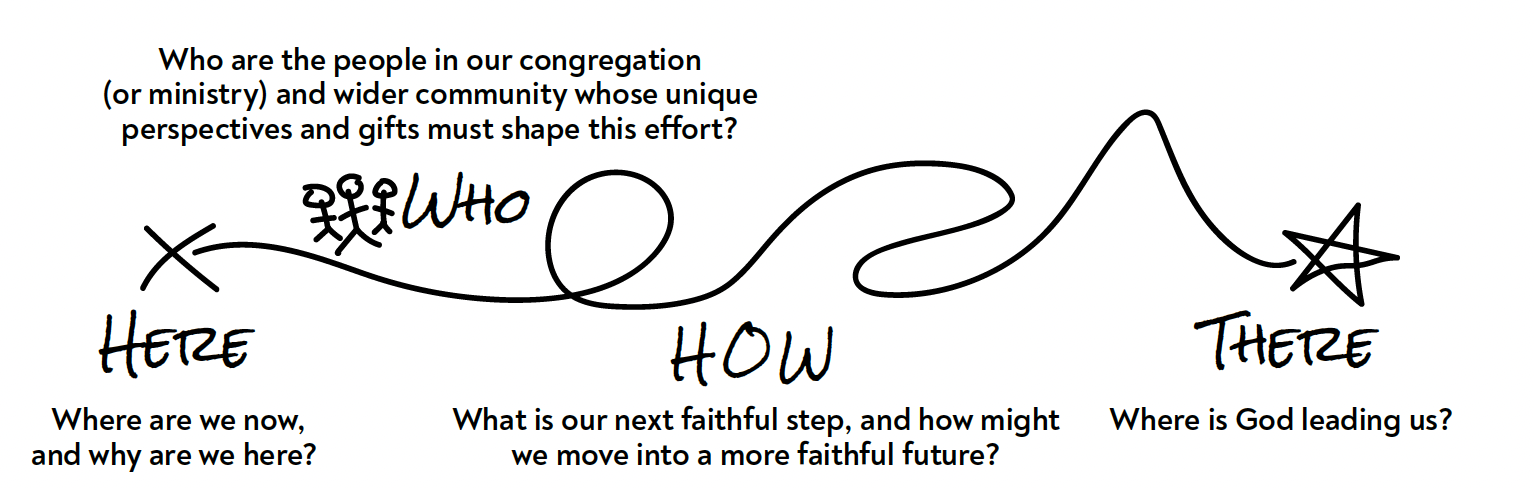 Who are the people in our congregation
(or ministry) and wider community whose unique
perspectives and gifts must shape this effort?
WHO
HERE
HOW
THERE
Where are we now,
and why are we here?
What is our next faithful step, and how might
we move into a more faithful future?
Where is God leading us?